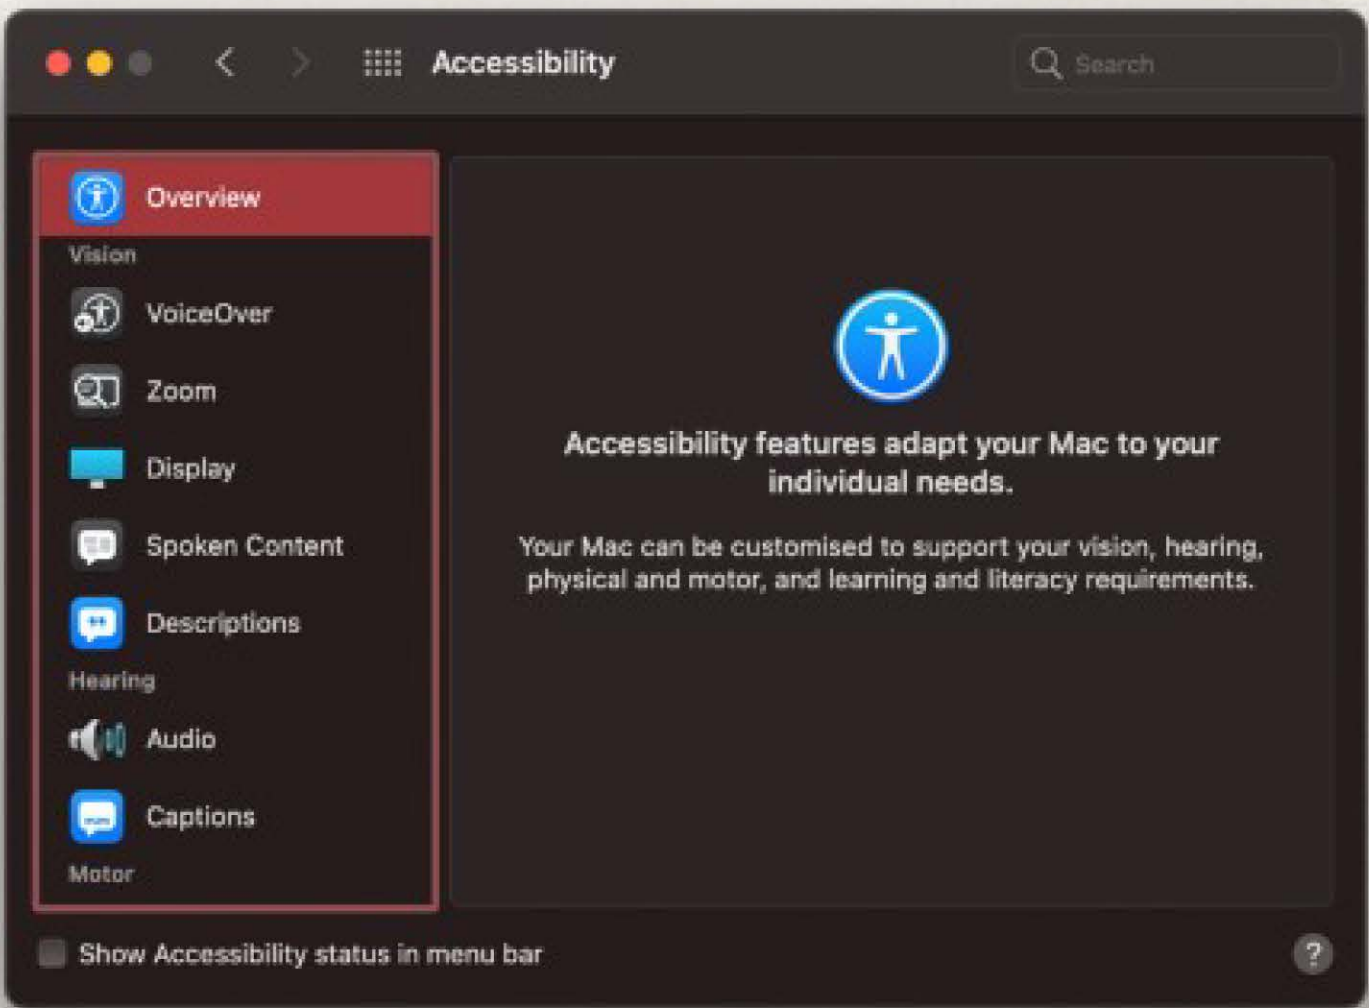 Accessibility
Search
Overview
Vision
VoiceOver
Zoom
Display
Spoken Content
Descriptions
Hearing
Audio
Captions
Motor
Accessibility features adapt your Mac to your
individual needs.
Your Mac can be customised to support your vision, hearing,
physical and motor, and learning and literacy requirements.
Show Accessibility status in menu bar
?